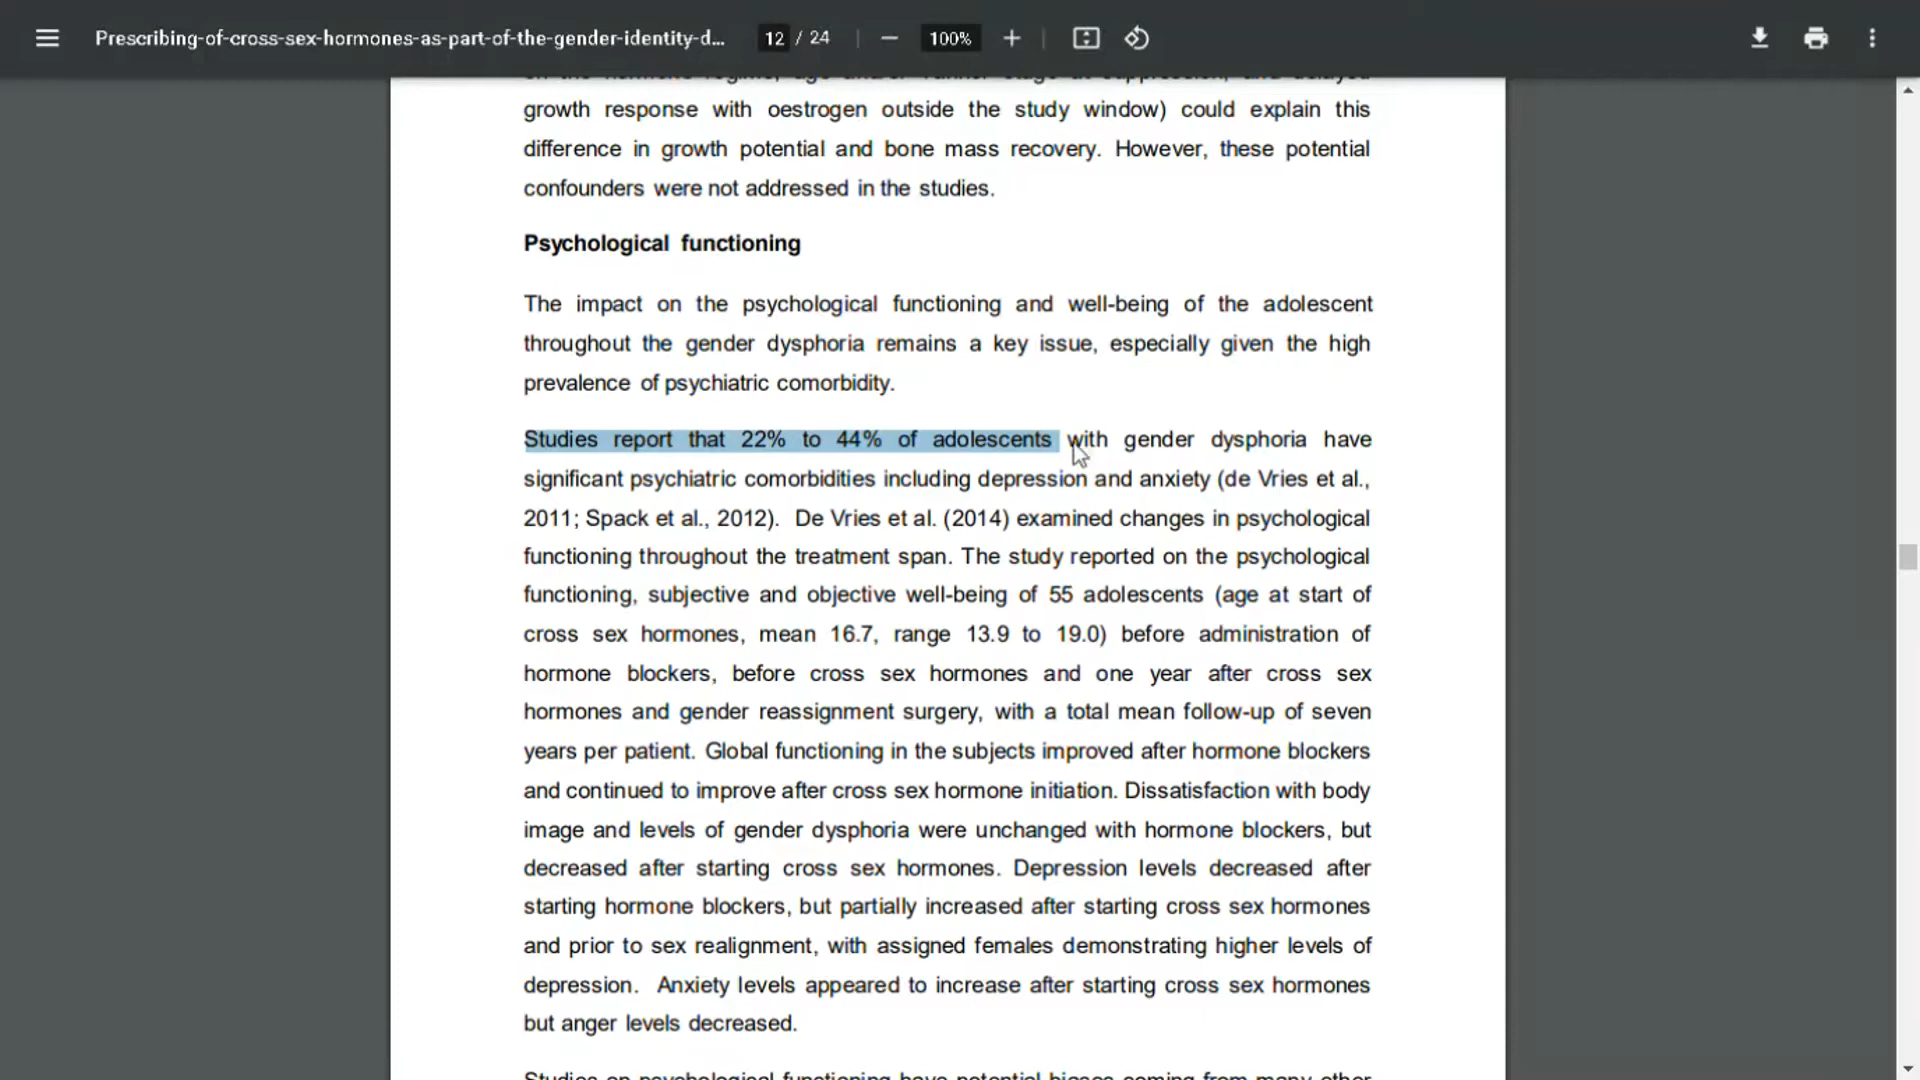 Prescribing-of-cross-sex-hormones-as-part-of-the-gender-identity-d...
12 / 24
100%
growth response with oestrogen outside the study window) could explain this
difference in growth potential and bone mass recovery. However, these potential
confounders were not addressed in the studies.
Psychological functioning
The impact on the psychological functioning and well-being of the adolescent
throughout the gender dysphoria remains a key issue, especially given the high
prevalence of psychiatric comorbidity.
Studies report that 22% to 44% of adolescents with gender dysphoria have
significant psychiatric comorbidities including depression and anxiety (de Vries et al.,
2011; Spack et al., 2012). De Vries et al. (2014) examined changes in psychological
functioning throughout the treatment span. The study reported on the psychological
functioning, subjective and objective well-being of 55 adolescents (age at start of
cross sex hormones, mean 16.7, range 13.9 to 19.0) before administration of
hormone blockers, before cross sex hormones and one year after cross sex
hormones and gender reassignment surgery, with a total mean follow-up of seven
years per patient. Global functioning in the subjects improved after hormone blockers
and continued to improve after cross sex hormone initiation. Dissatisfaction with body
image and levels of gender dysphoria were unchanged with hormone blockers, but
decreased after starting cross sex hormones. Depression levels decreased after
starting hormone blockers, but partially increased after starting cross sex hormones
and prior to sex realignment, with assigned females demonstrating higher levels of
depression. Anxiety levels appeared to increase after starting cross sex hormones
but anger levels decreased.
Studies on psychological functioning have potential biases coming from many other